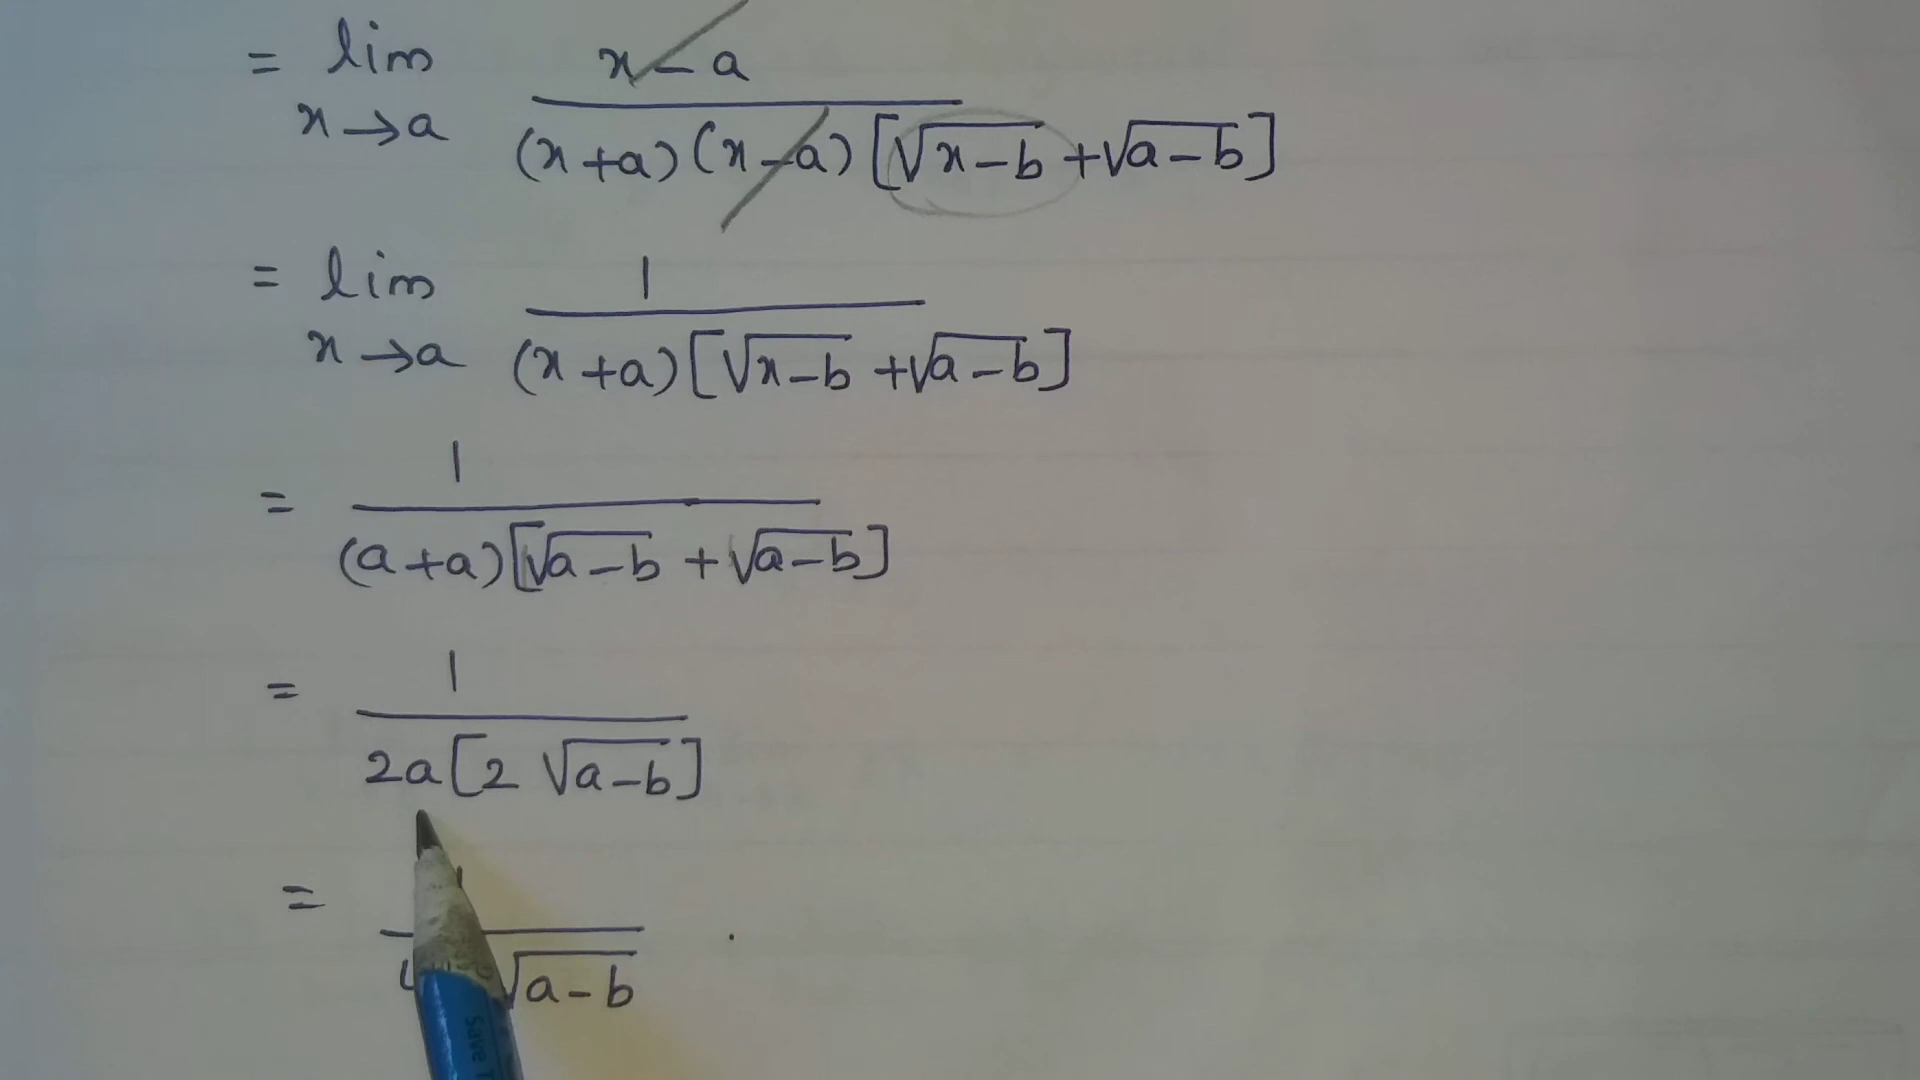 = lim x→a x - a / (x+a)(x-a)[√x-b + √a-b]
= lim x→a 1 / (x+a)[√x-b + √a-b]
= 1 / (a+a)[√a-b + √a-b]
= 1 / 2a[2 √a-b]
= √a-b